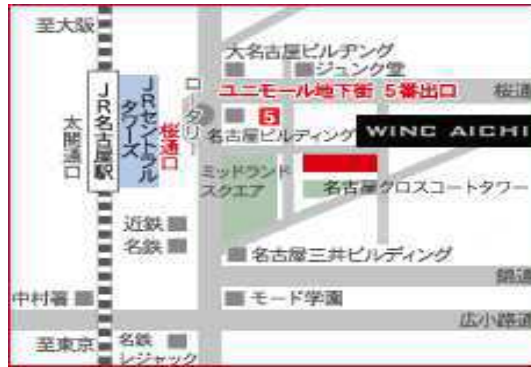 至大阪
大名古屋ビルヂング
ジュンク堂
ユニモール地下街 5番出口
桜通
JR名古屋駅
JRセントラル
タワーズ
桜通口
ロータリー
太閤通口
5
名古屋ビルディング
WINC AICHI
ミッドランド
スクエア
名古屋クロスコートタワー
近鉄
名鉄
名古屋三井ビルディング
錦通
中村署
モード学園
広小路通
至東京
名鉄
レジャック